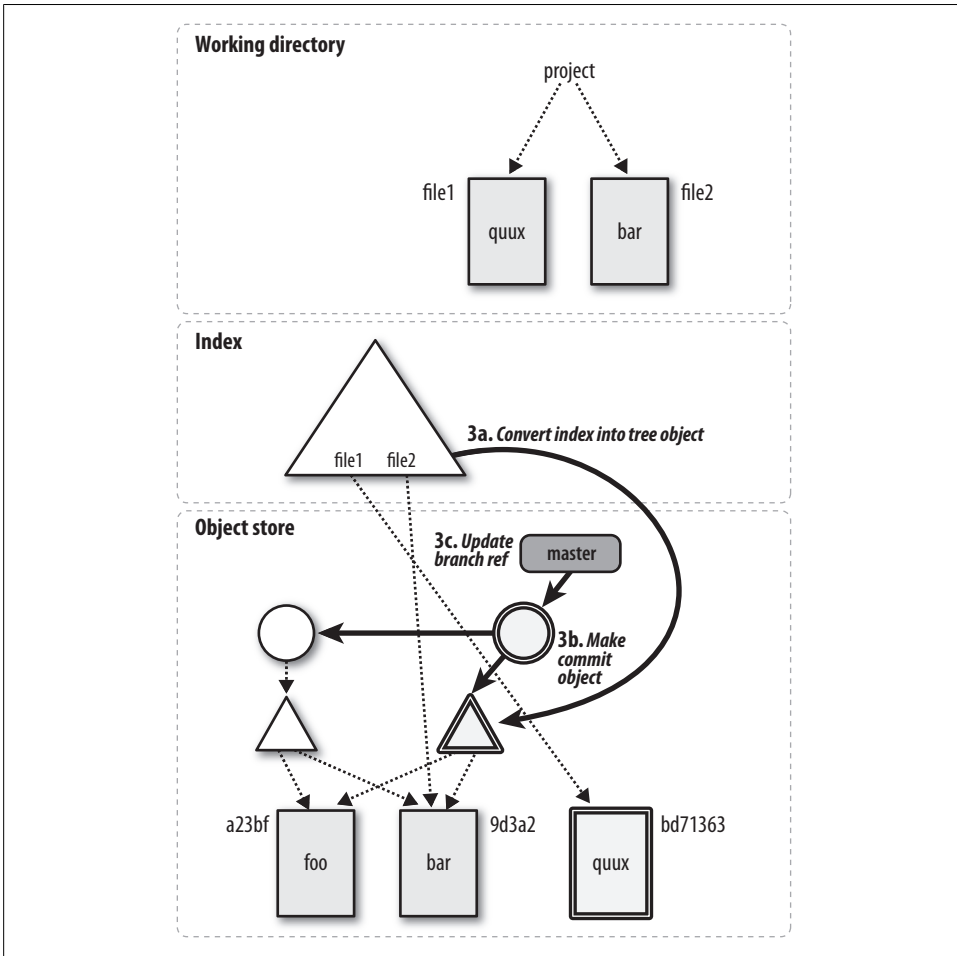 Working directory
project
file1
file2
quux
bar
Index
3a. Convert index into tree object
file1 file2
Object store
3c. Update
branch ref
master
3b. Make
commit
object
a23bf
9d3a2
bd71363
foo
bar
quux